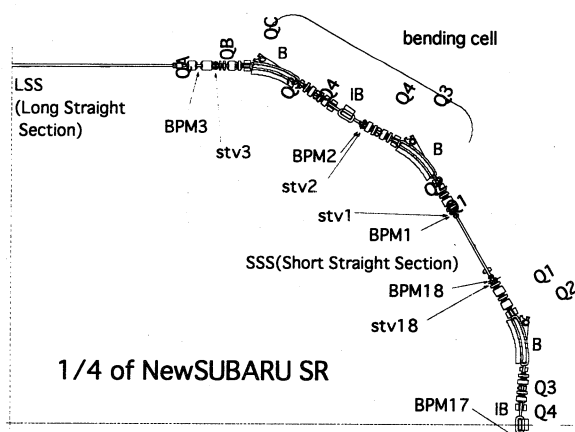 QC
bending cell
QA
QB
B
LSS
(Long Straight
Section)
Q4
IB
Q4
Q3
BPM3
BPM2
B
stv3
stv2
stv1
BPM1
SSS(Short Straight Section)
Q1
BPM18
Q2
stv18
B
1/4 of NewSUBARU SR
Q3
BPM17
IB
Q4